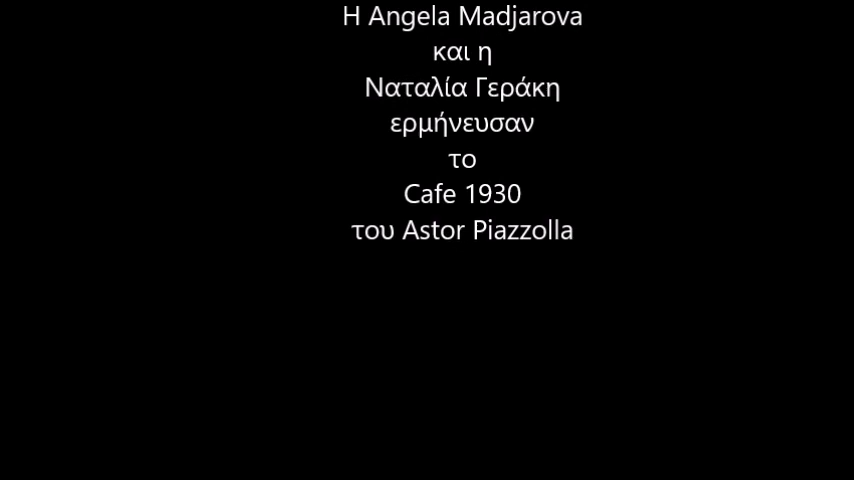 Η Angela Madjarova
και η
Ναταλία Γεράκη
ερμήνευσαν
το
Cafe 1930
του Astor Piazzolla